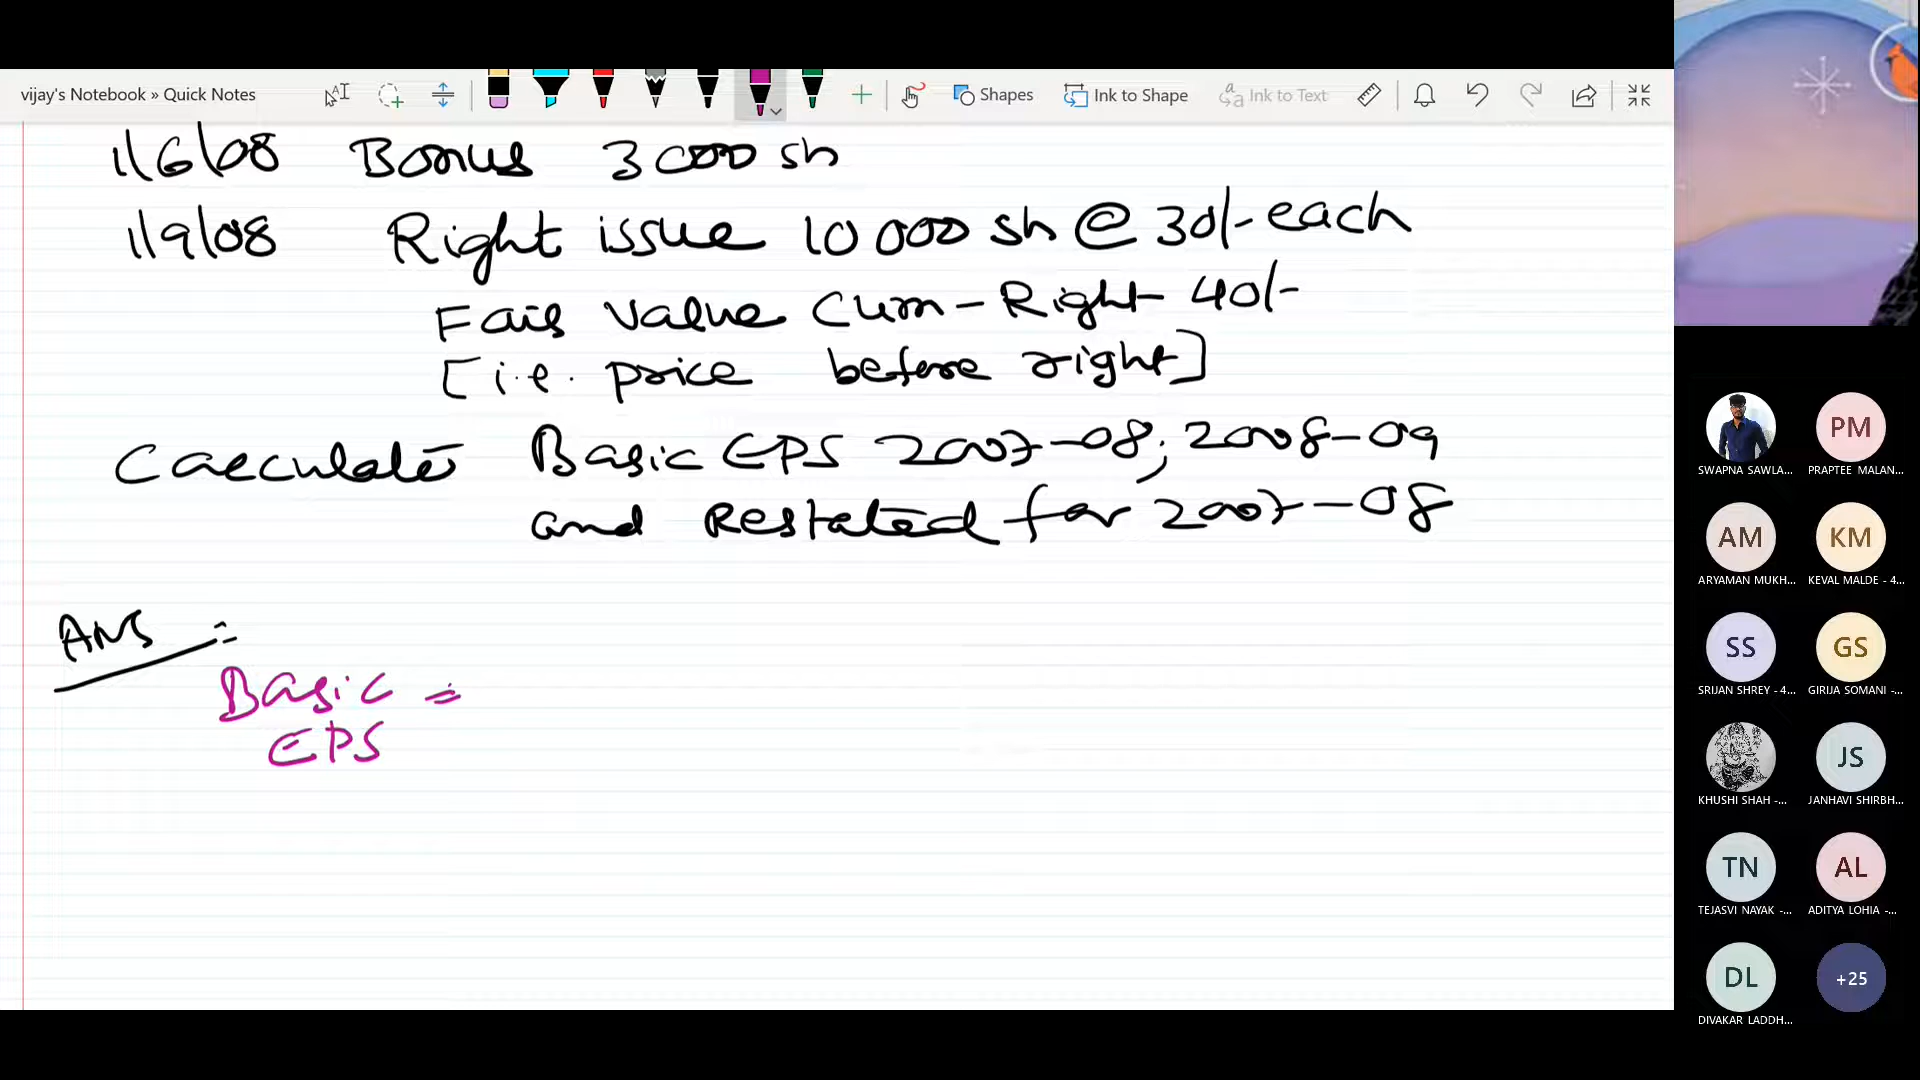 vijay's Notebook » Quick Notes
Shapes
Ink to Shape
Ink to Text
1/6/08 Bonus 3000 sh
1/9/08 Right issue 10000 sh @ 30/- each
Fair value Cum-Right 40/-
[i.e. price before right]
Calculate Basic EPS 2007-08; 2008-09
and Restated for 2007-08
ANS :=
Basic =
EPS
SWAPNA SAWLA...
PM
PRAPTEE MALAN...
AM
ARYAMAN MUKH...
KM
KEVAL MALDE - 4...
SS
SRIJAN SHREY - 4...
GS
GIRIJA SOMANI -...
KHUSHI SHAH -...
JS
JANHAVI SHIRBH...
TN
TEJASVI NAYAK -...
AL
ADITYA LOHIA -...
DL
DIVAKAR LADDH...
+25